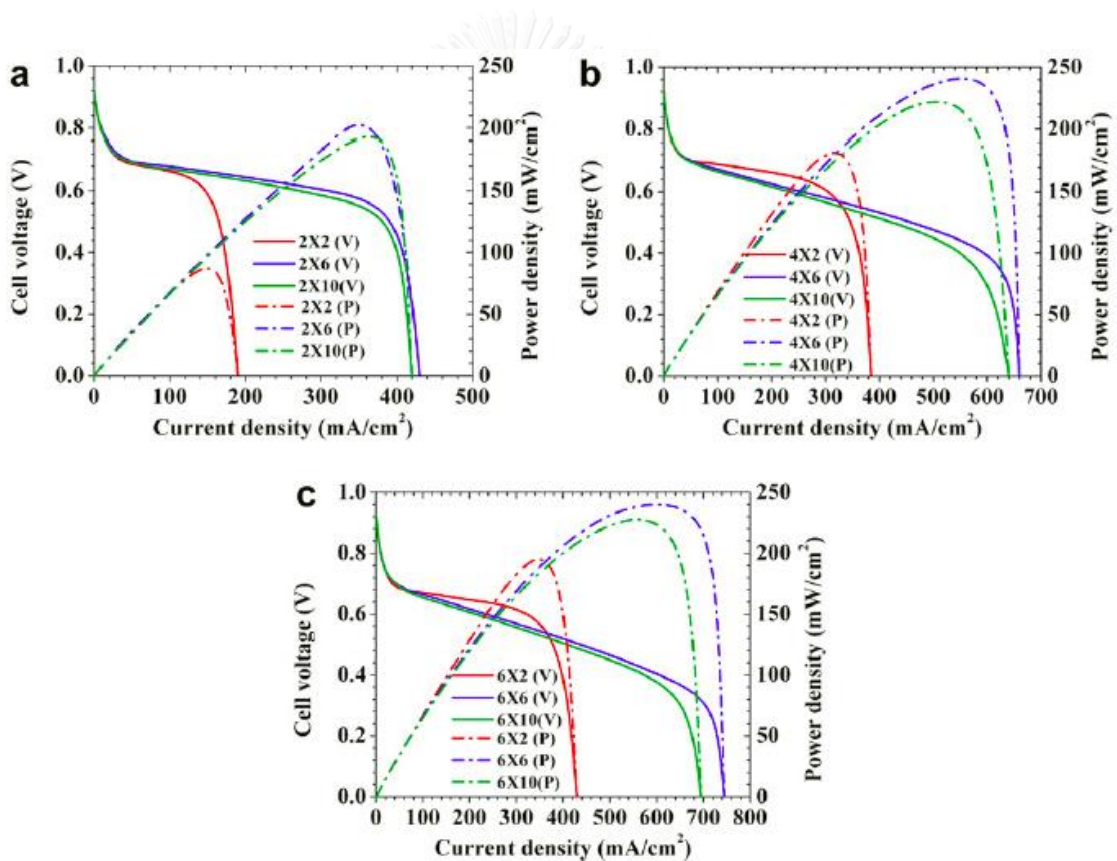 a
1.0
0.8
0.6
0.4
0.2
0.0
Cell voltage (V)
250
200
150
100
50
0
Power density (mW/cm²)
2X2 (V)
2X6 (V)
2X10(V)
2X2 (P)
2X6 (P)
2X10(P)
0 100 200 300 400 500
Current density (mA/cm²)
b
1.0
0.8
0.6
0.4
0.2
0.0
Cell voltage (V)
250
200
150
100
50
0
Power density (mW/cm²)
4X2 (V)
4X6 (V)
4X10(V)
4X2 (P)
4X6 (P)
4X10(P)
0 100 200 300 400 500 600 700
Current density (mA/cm²)
c
1.0
0.8
0.6
0.4
0.2
0.0
Cell voltage (V)
250
200
150
100
50
0
Power density (mW/cm²)
6X2 (V)
6X6 (V)
6X10(V)
6X2 (P)
6X6 (P)
6X10(P)
0 100 200 300 400 500 600 700 800
Current density (mA/cm²)